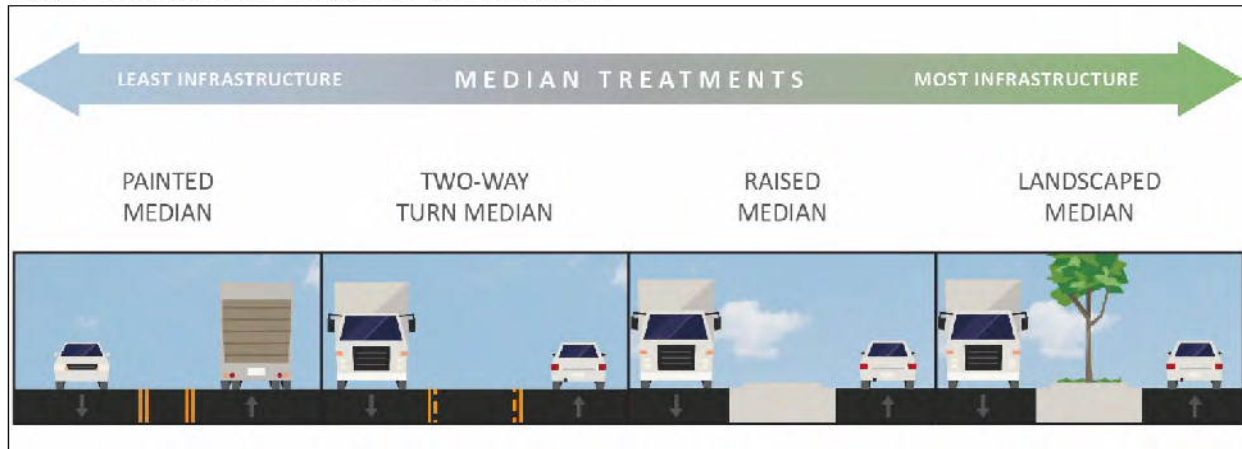 LEAST INFRASTRUCTURE MEDIAN TREATMENTS MOST INFRASTRUCTURE
PAINTED
MEDIAN
TWO-WAY
TURN MEDIAN
RAISED
MEDIAN
LANDSCAPED
MEDIAN